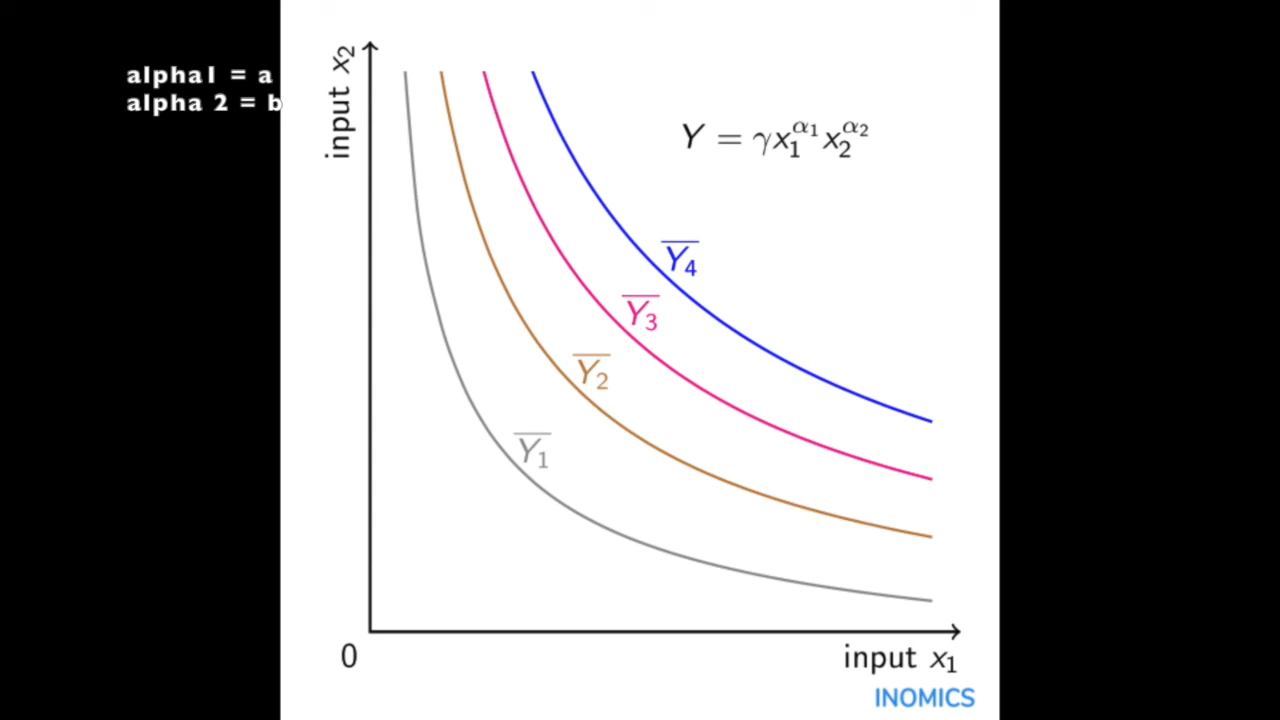 alpha1 = a
alpha 2 = b
input x₂
Y = γx₁^α₁ x₂^α₂
Y₄
Y₃
Y₂
Y₁
0
input x₁
INOMICS